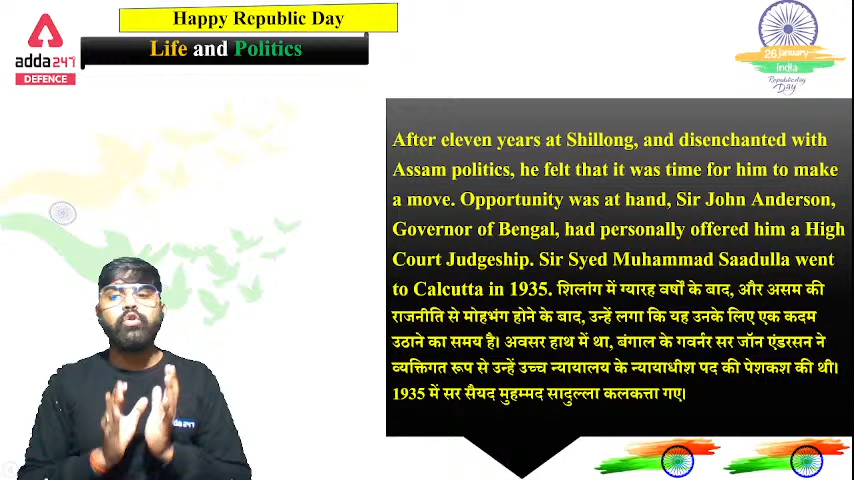 Happy Republic Day
Life and Politics
adda247
DEFENCE
26 January
India
Republic day
Day
After eleven years at Shillong, and disenchanted with
Assam politics, he felt that it was time for him to make
a move. Opportunity was at hand, Sir John Anderson,
Governor of Bengal, had personally offered him a High
Court Judgeship. Sir Syed Muhammad Saadulla went
to Calcutta in 1935. शिलांग में ग्यारह वर्षों के बाद, और असम की
राजनीति से मोहभंग होने के बाद, उन्हें लगा कि यह उनके लिए एक कदम
उठाने का समय है। अवसर हाथ में था, बंगाल के गवर्नर सर जॉन एंडरसन ने
व्यक्तिगत रूप से उन्हें उच्च न्यायालय के न्यायाधीश पद की पेशकश की थी।
1935 में सर सैयद मुहम्मद सादुल्ला कलकत्ता गए।